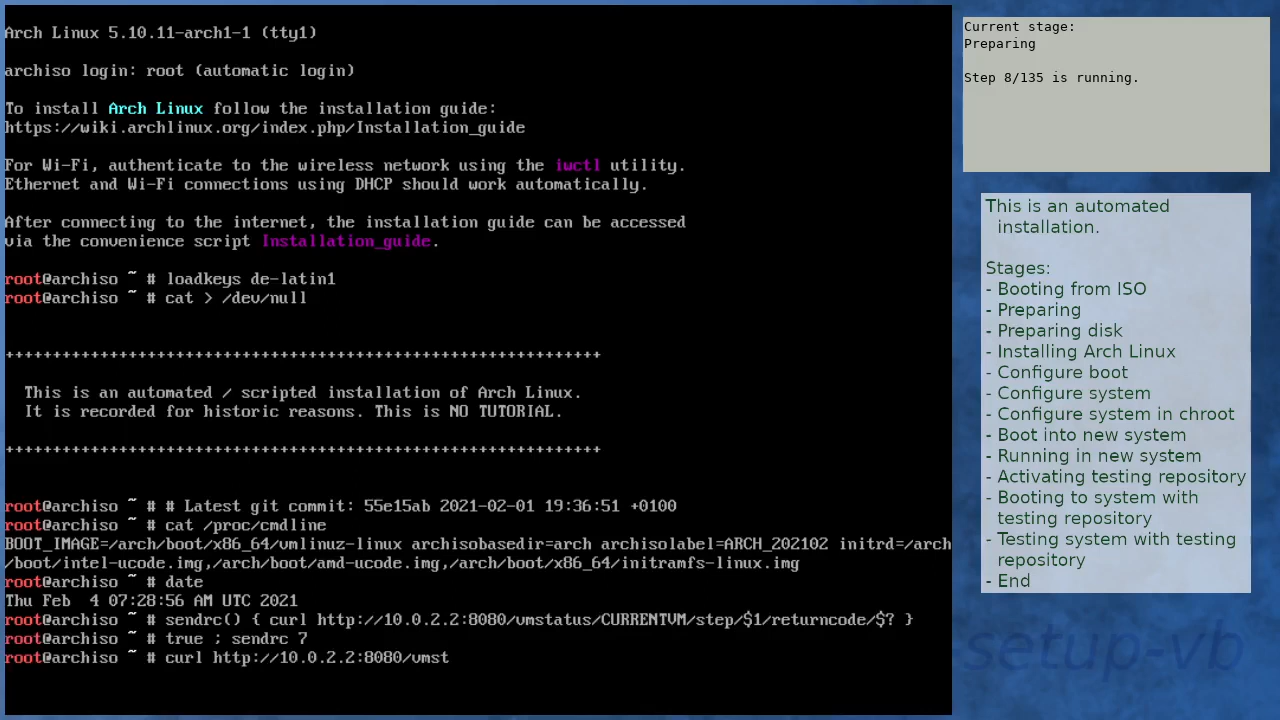 Arch Linux 5.10.11-arch1-1 (tty1)
archiso login: root (automatic login)
To install Arch Linux follow the installation guide:
https://wiki.archlinux.org/index.php/Installation_guide
For Wi-Fi, authenticate to the wireless network using the iwctl utility.
Ethernet and Wi-Fi connections using DHCP should work automatically.
After connecting to the internet, the installation guide can be accessed
via the convenience script Installation_guide.
root@archiso ~ # loadkeys de-latin1
root@archiso ~ # cat > /dev/null
+++++++++++++++++++++++++++++++++++++++++++++++++++++++++++++++
This is an automated / scripted installation of Arch Linux.
It is recorded for historic reasons. This is NO TUTORIAL.
+++++++++++++++++++++++++++++++++++++++++++++++++++++++++++++++
root@archiso ~ # # Latest git commit: 55e15ab 2021-02-01 19:36:51 +0100
root@archiso ~ # cat /proc/cmdline
BOOT_IMAGE=/arch/boot/x86_64/vmlinuz-linux archisobasedir=arch archisolabel=ARCH_202102 initrd=/arch
/boot/intel-ucode.img,/arch/boot/amd-ucode.img,/arch/boot/x86_64/initramfs-linux.img
root@archiso ~ # date
Thu Feb  4 07:28:56 AM UTC 2021
root@archiso ~ # sendrc() { curl http://10.0.2.2:8080/vmstatus/CURRENTVM/step/$1/returncode/$? }
root@archiso ~ # true ; sendrc 7
root@archiso ~ # curl http://10.0.2.2:8080/vmst
Current stage:
Preparing
Step 8/135 is running.
This is an automated
installation.
Stages:
- Booting from ISO
- Preparing
- Preparing disk
- Installing Arch Linux
- Configure boot
- Configure system
- Configure system in chroot
- Boot into new system
- Running in new system
- Activating testing repository
- Booting to system with
testing repository
- Testing system with testing
repository
- End
setup-vb